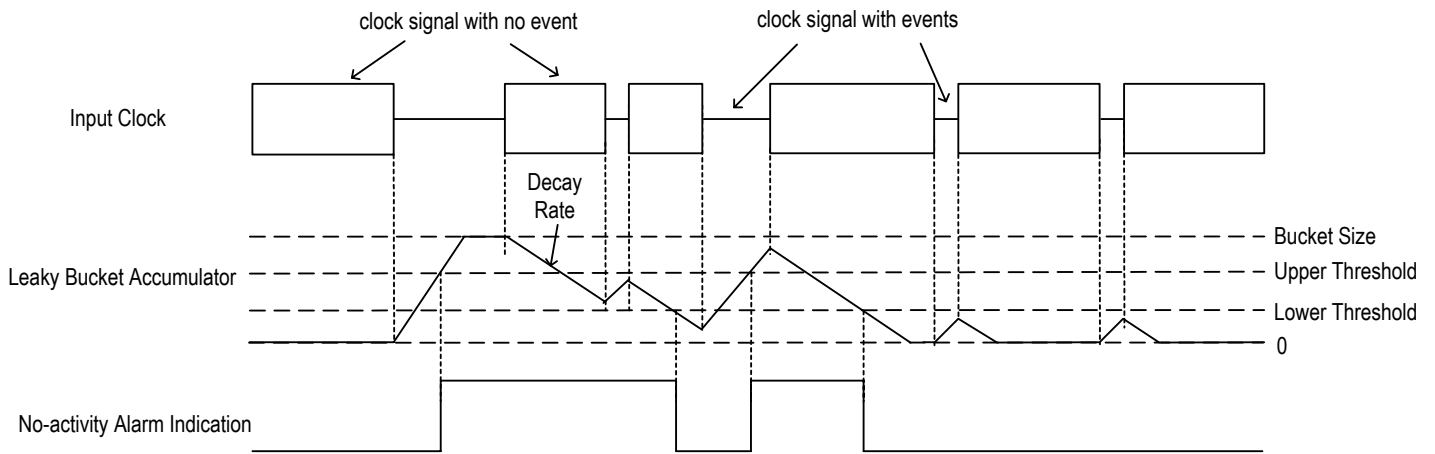 clock signal with no event
clock signal with events
Input Clock
Decay
Rate
Bucket Size
Leaky Bucket Accumulator
Upper Threshold
Lower Threshold
0
No-activity Alarm Indication